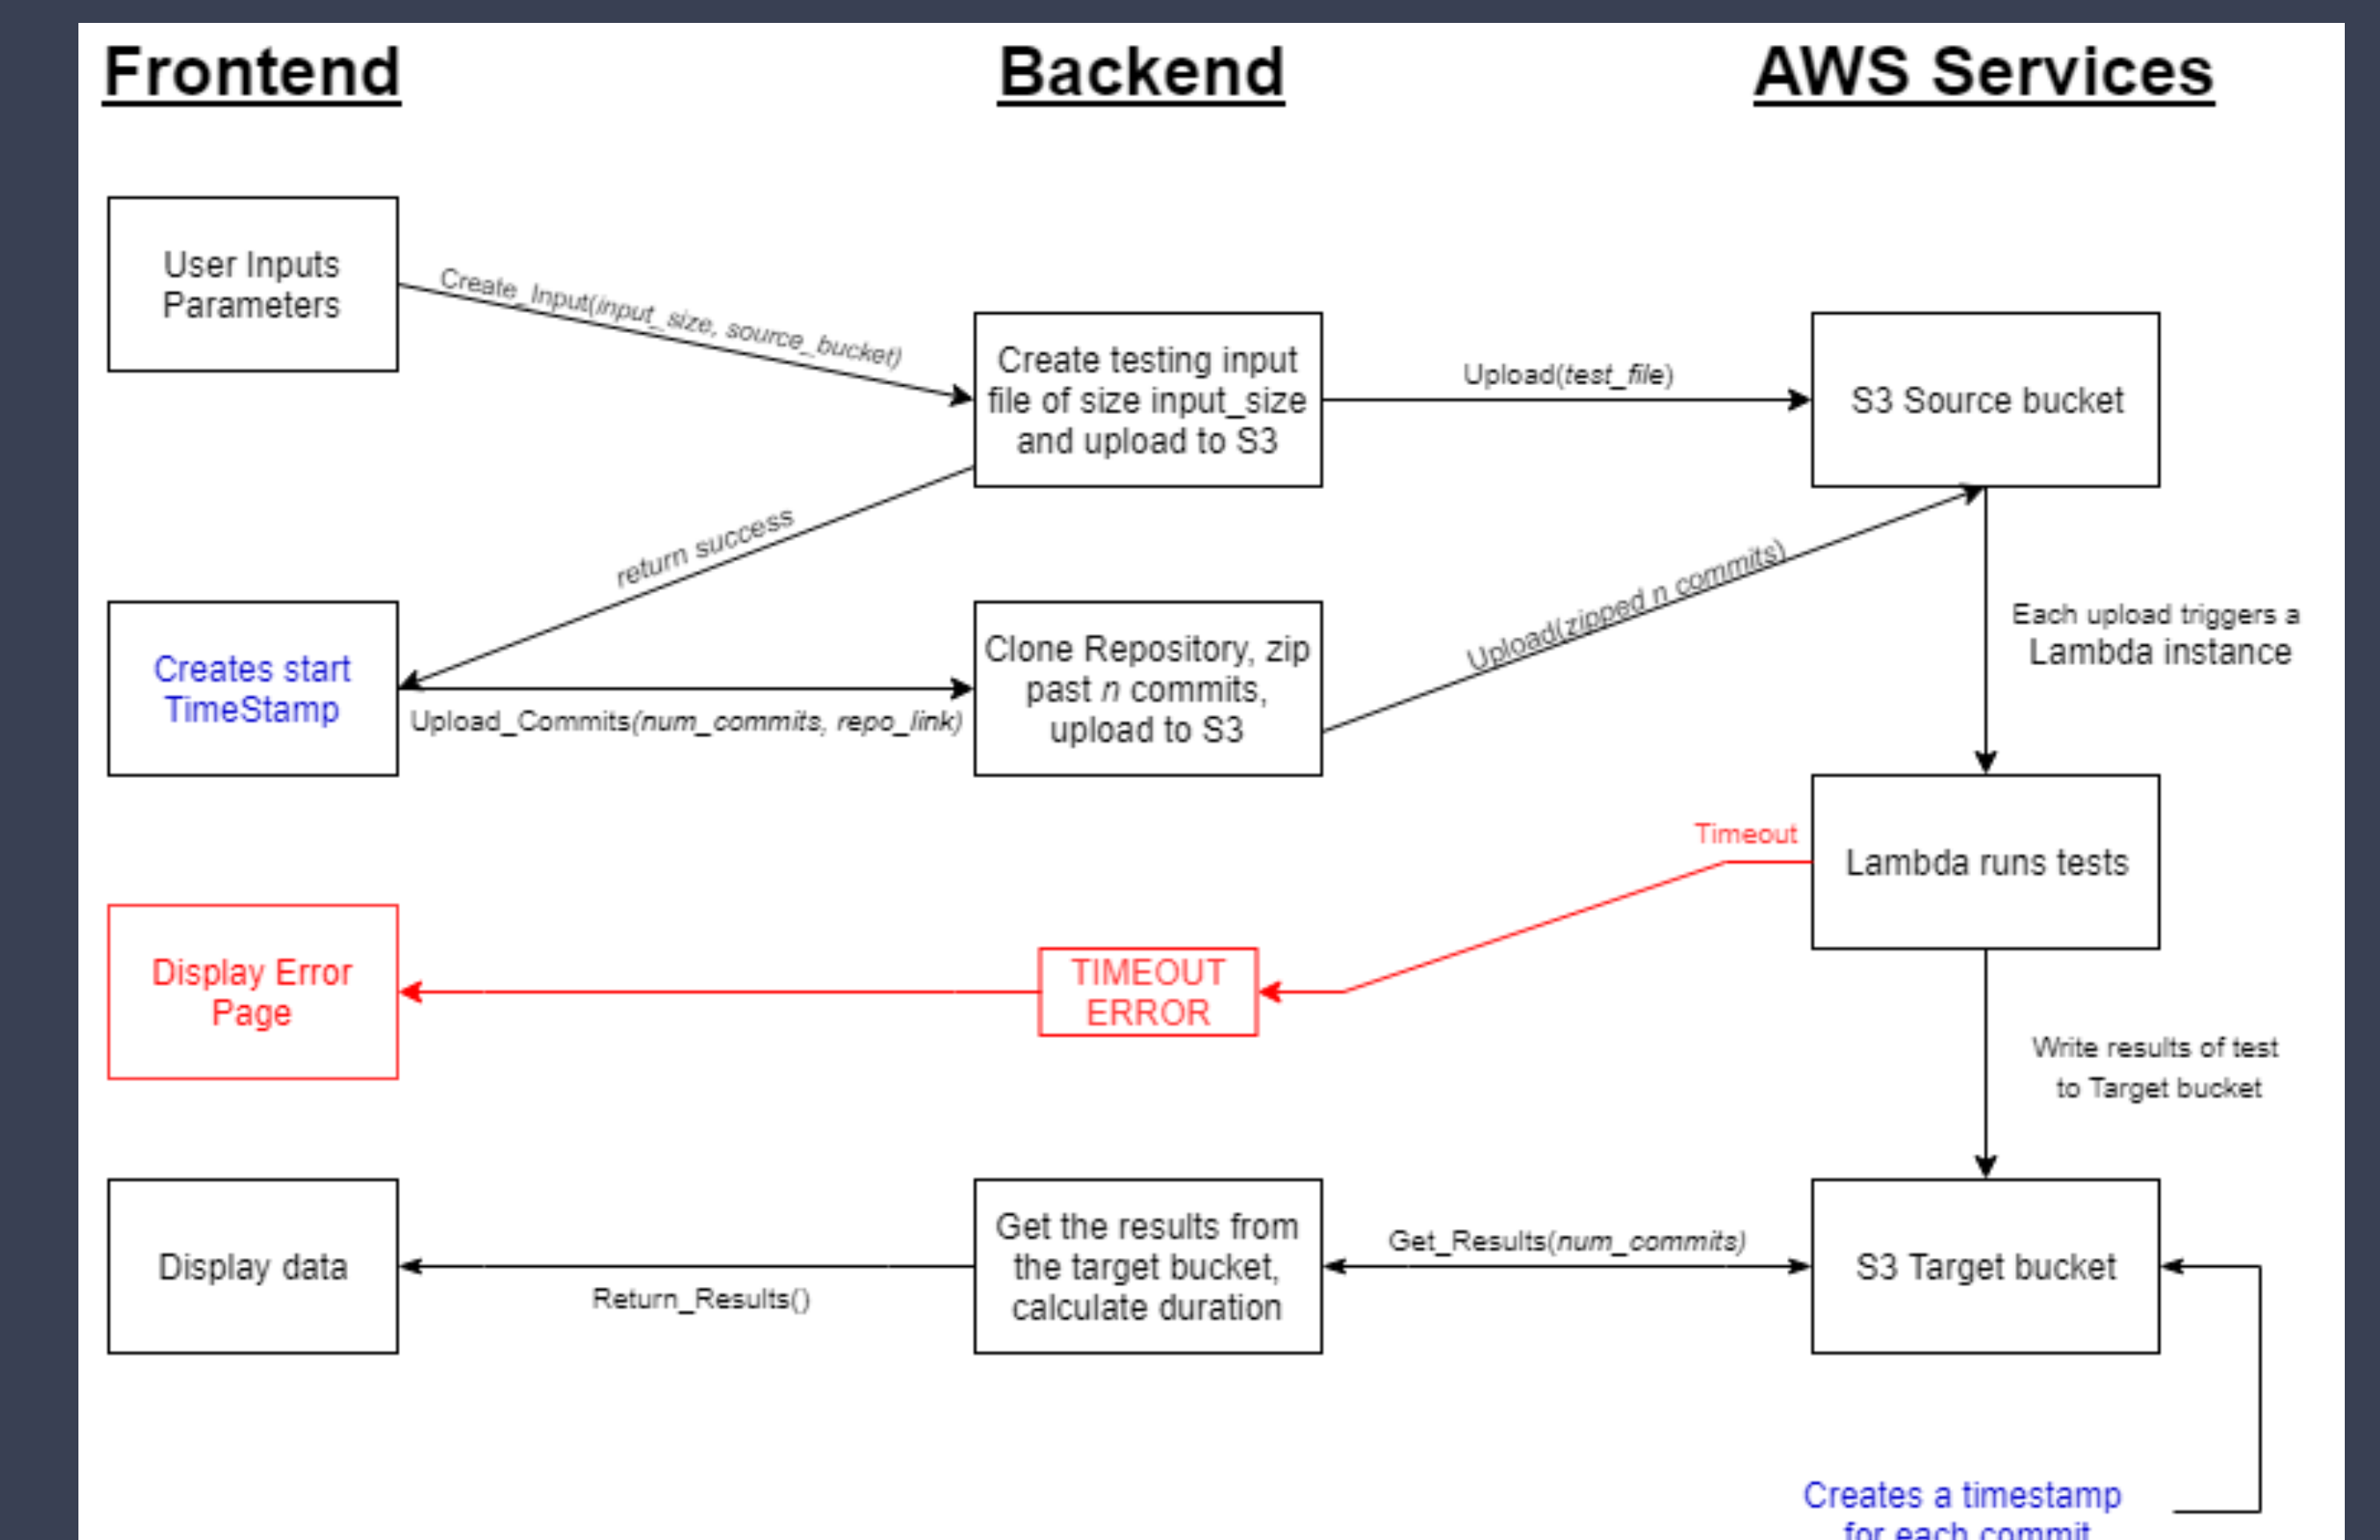 Frontend
Backend
AWS Services
User Inputs
Parameters
Create_Input(input_size, source_bucket)
Create testing input
file of size input_size
and upload to S3
Upload(test_file)
S3 Source bucket
return success
Creates start
TimeStamp
Upload_Commits(num_commits, repo_link)
Clone Repository, zip
past n commits,
upload to S3
Upload(zipped n commits)
Each upload triggers a
Lambda instance
Timeout
Lambda runs tests
Display Error
Page
TIMEOUT
ERROR
Write results of test
to Target bucket
Display data
Return_Results()
Get the results from
the target bucket,
calculate duration
Get_Results(num_commits)
S3 Target bucket
Creates a timestamp
for each commit